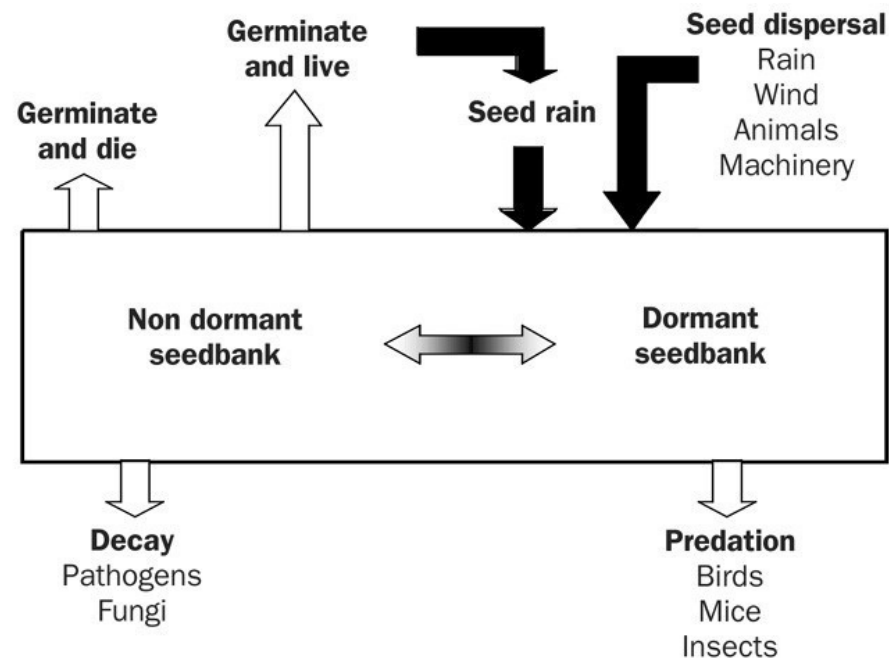 Germinate
and live
Seed dispersal
Rain
Wind
Animals
Machinery
Germinate
and die
Seed rain
Non dormant
seedbank
Dormant
seedbank
Decay
Pathogens
Fungi
Predation
Birds
Mice
Insects